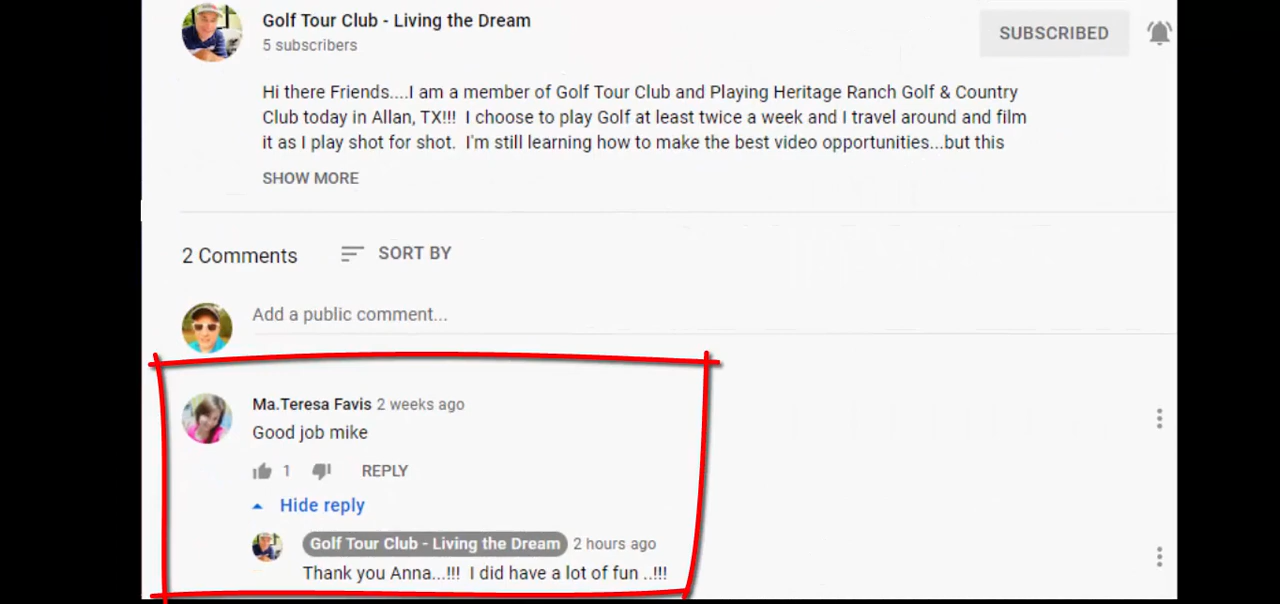 Golf Tour Club - Living the Dream
5 subscribers
SUBSCRIBED
Hi there Friends....I am a member of Golf Tour Club and Playing Heritage Ranch Golf & Country
Club today in Allan, TX!!!  I choose to play Golf at least twice a week and I travel around and film
it as I play shot for shot.  I'm still learning how to make the best video opportunities...but this
SHOW MORE
2 Comments
SORT BY
Add a public comment...
Ma.Teresa Favis 2 weeks ago
Good job mike
1
REPLY
Hide reply
Golf Tour Club - Living the Dream 2 hours ago
Thank you Anna...!!!  I did have a lot of fun ..!!!